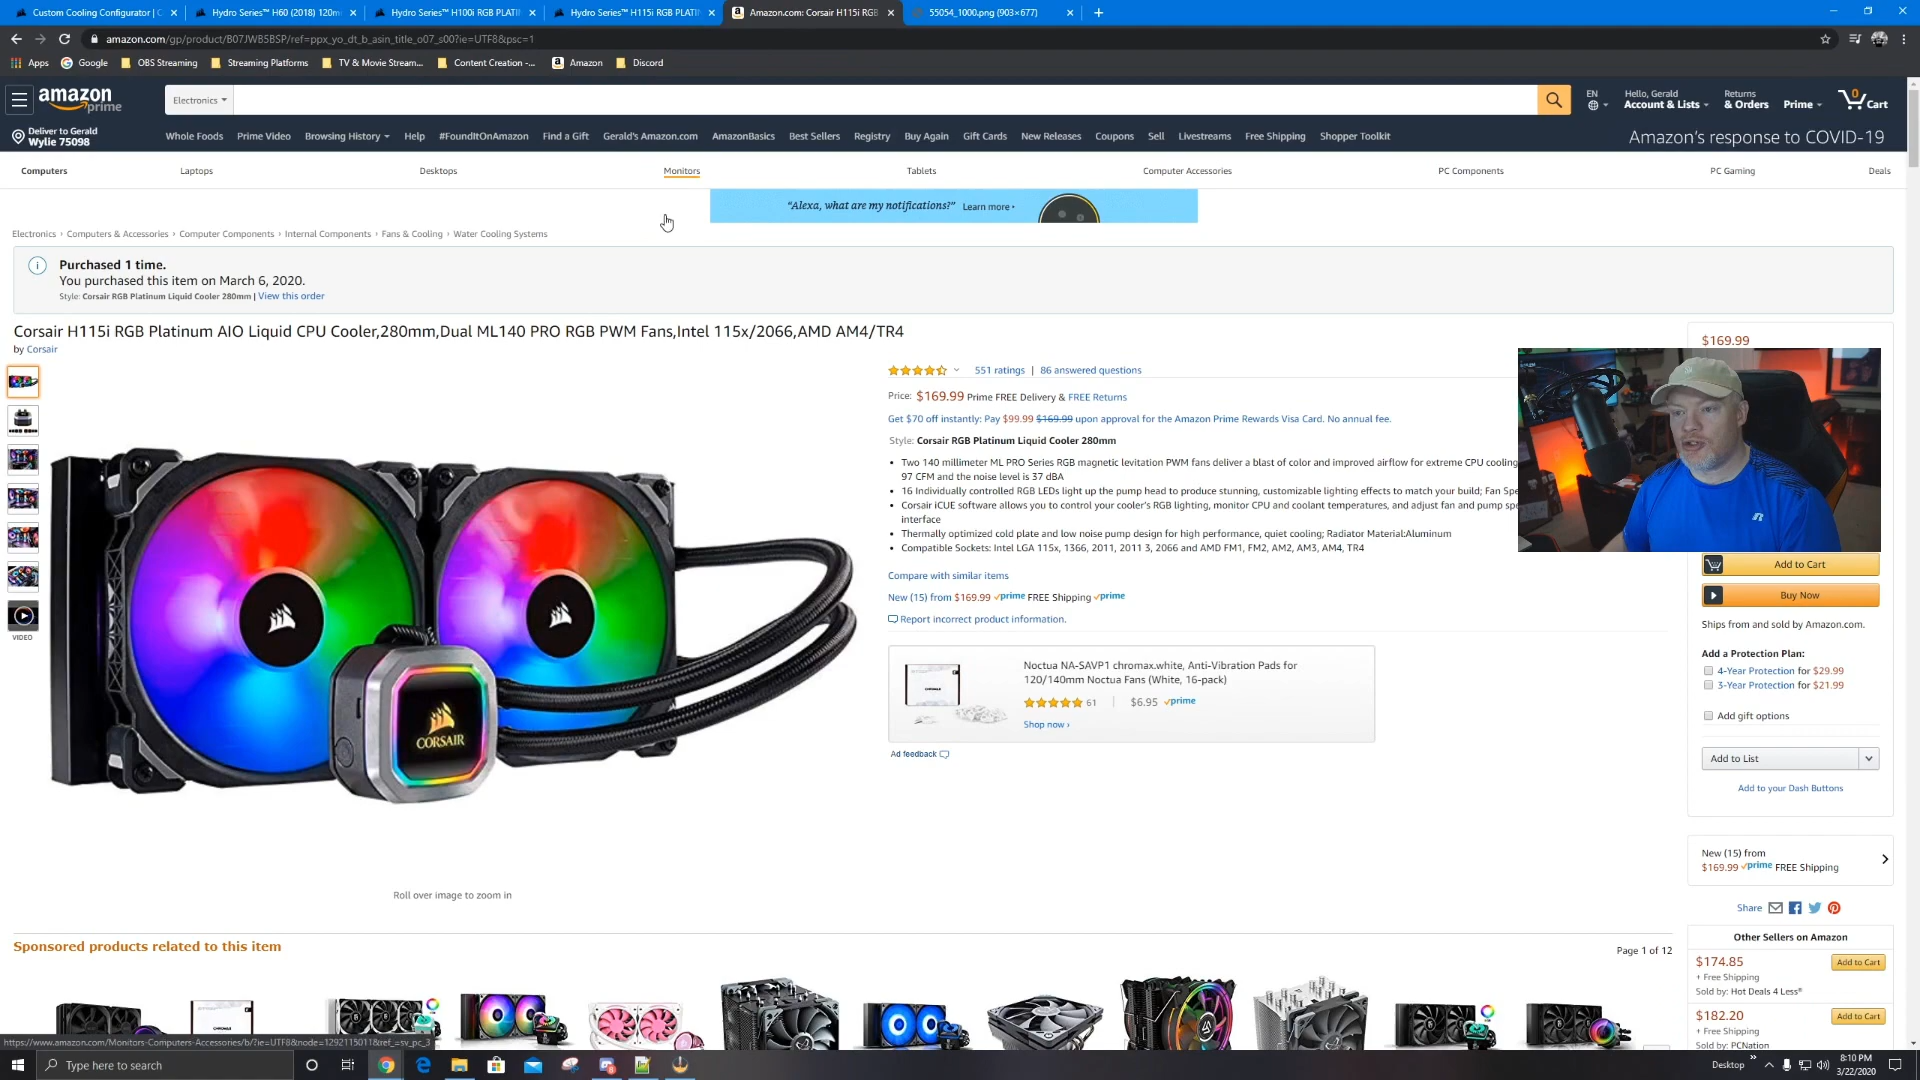 Custom Cooling Configurator | C
Hydro Series™ H60 (2018) 120m
Hydro Series™ H100i RGB PLATI
Hydro Series™ H115i RGB PLATI
Amazon.com: Corsair H115i RGB
55054_1000.png (903×677)
amazon.com/gp/product/B07JWB5BSP/ref=ppx_yo_dt_b_asin_title_o07_s00?ie=UTF8&psc=1
Apps
Google
OBS Streaming
Streaming Platforms
TV & Movie Stream...
Content Creation -...
Amazon
Discord
amazon prime
Electronics
EN
Hello, Gerald
Account & Lists
Returns
& Orders
Prime
0
Cart
Deliver to Gerald
Wylie 75098
Whole Foods Prime Video Browsing History Help #FoundItOnAmazon Find a Gift Gerald's Amazon.com AmazonBasics Best Sellers Registry Buy Again Gift Cards New Releases Coupons Sell Livestreams Free Shipping Shopper Toolkit
Amazon's response to COVID-19
Computers Laptops Desktops Monitors Tablets Computer Accessories PC Components PC Gaming Deals
"Alexa, what are my notifications?" Learn more ›
Electronics › Computers & Accessories › Computer Components › Internal Components › Fans & Cooling › Water Cooling Systems
Purchased 1 time.
You purchased this item on March 6, 2020.
Style: Corsair RGB Platinum Liquid Cooler 280mm | View this order
Corsair H115i RGB Platinum AIO Liquid CPU Cooler,280mm,Dual ML140 PRO RGB PWM Fans,Intel 115x/2066,AMD AM4/TR4
by Corsair
VIDEO
CORSAIR
Roll over image to zoom in
551 ratings | 86 answered questions
Price: $169.99 Prime FREE Delivery & FREE Returns
Get $70 off instantly: Pay $99.99 $169.99 upon approval for the Amazon Prime Rewards Visa Card. No annual fee.
Style: Corsair RGB Platinum Liquid Cooler 280mm
• Two 140 millimeter ML PRO Series RGB magnetic levitation PWM fans deliver a blast of color and improved airflow for extreme CPU cooling
97 CFM and the noise level is 37 dBA
• 16 Individually controlled RGB LEDs light up the pump head to produce stunning, customizable lighting effects to match your build; Fan Spe
• Corsair iCUE software allows you to control your cooler's RGB lighting, monitor CPU and coolant temperatures, and adjust fan and pump spe
interface
• Thermally optimized cold plate and low noise pump design for high performance, quiet cooling; Radiator Material:Aluminum
• Compatible Sockets: Intel LGA 115x, 1366, 2011, 2011 3, 2066 and AMD FM1, FM2, AM2, AM3, AM4, TR4
Compare with similar items
New (15) from $169.99 prime FREE Shipping prime
Report incorrect product information.
Noctua NA-SAVP1 chromax.white, Anti-Vibration Pads for
120/140mm Noctua Fans (White, 16-pack)
61 | $6.95 prime
Shop now ›
Ad feedback
$169.99
Add to Cart
Buy Now
Ships from and sold by Amazon.com.
Add a Protection Plan:
4-Year Protection for $29.99
3-Year Protection for $21.99
Add gift options
Add to List
Add to your Dash Buttons
New (15) from
$169.99 prime FREE Shipping
Share
Other Sellers on Amazon
$174.85
Add to Cart
+ Free Shipping
Sold by: Hot Deals 4 Less®
$182.20
Add to Cart
+ Free Shipping
Sold by: PCNation
Sponsored products related to this item
Page 1 of 12
https://www.amazon.com/Monitors-Computers-Accessories/b/?ie=UTF8&node=1292115011&ref_=sv_pc_3
Type here to search
Desktop
8:10 PM
3/22/2020